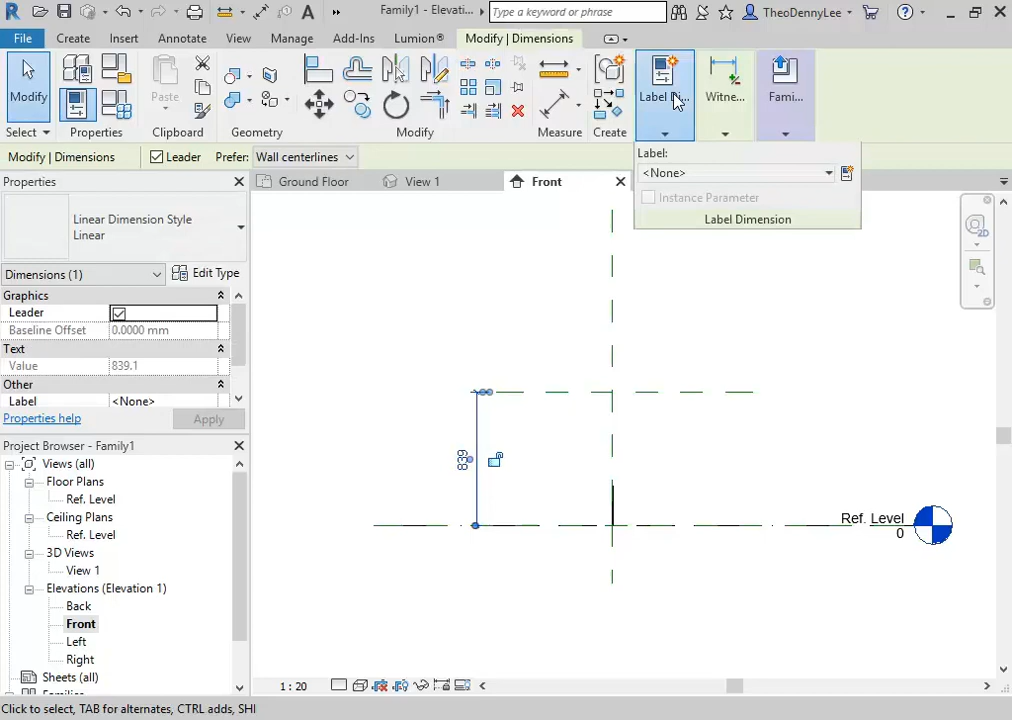 Family1 - Elevati...
Type a keyword or phrase
TheoDennyLee
File
Create
Insert
Annotate
View
Manage
Add-Ins
Lumion®
Modify | Dimensions
Modify
Paste
Label Di...
Witne...
Fami...
Select
Properties
Clipboard
Geometry
Modify
Measure
Create
Modify | Dimensions
Leader
Prefer:
Wall centerlines
Label:
<None>
Instance Parameter
Label Dimension
Properties
Ground Floor
View 1
Front
Linear Dimension Style
Linear
Dimensions (1)
Edit Type
Graphics
Leader
Baseline Offset
0.0000 mm
Text
Value
839.1
Other
Label
<None>
Properties help
Apply
Project Browser - Family1
Views (all)
Floor Plans
Ref. Level
Ceiling Plans
Ref. Level
3D Views
View 1
Elevations (Elevation 1)
Back
Front
Left
Right
Sheets (all)
Families
839
Ref. Level
0
2D
1 : 20
Click to select, TAB for alternates, CTRL adds, SHI